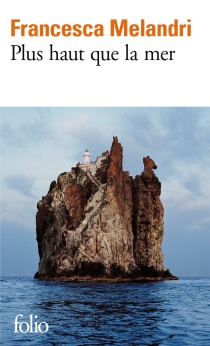 Francesca Melandri
Plus haut que la mer
folio